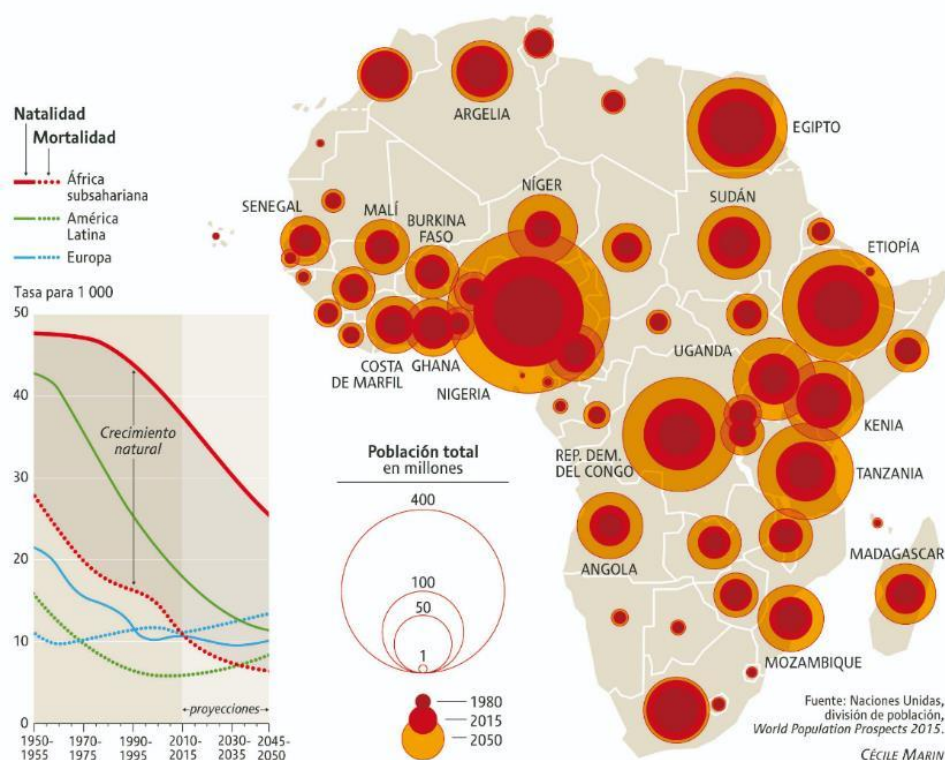 Natalidad
Mortalidad
África
subsahariana
América
Latina
Europa
Tasa para 1 000
50
40
30
20
10
0
Crecimiento
natural
proyecciones
1950-
1955
1970-
1975
1990-
1995
2010-
2015
2030-
2035
2045-
2050
ARGELIA
EGIPTO
NÍGER
SUDÁN
SENEGAL
MALÍ
BURKINA
FASO
ETIOPÍA
COSTA
DE MARFIL
GHANA
NIGERIA
UGANDA
KENIA
REP. DEM.
DEL CONGO
TANZANIA
ANGOLA
MADAGASCAR
MOZAMBIQUE
Población total
en millones
400
100
50
1
1980
2015
2050
Fuente: Naciones Unidas,
división de población,
World Population Prospects 2015.
CÉCILE MARIN